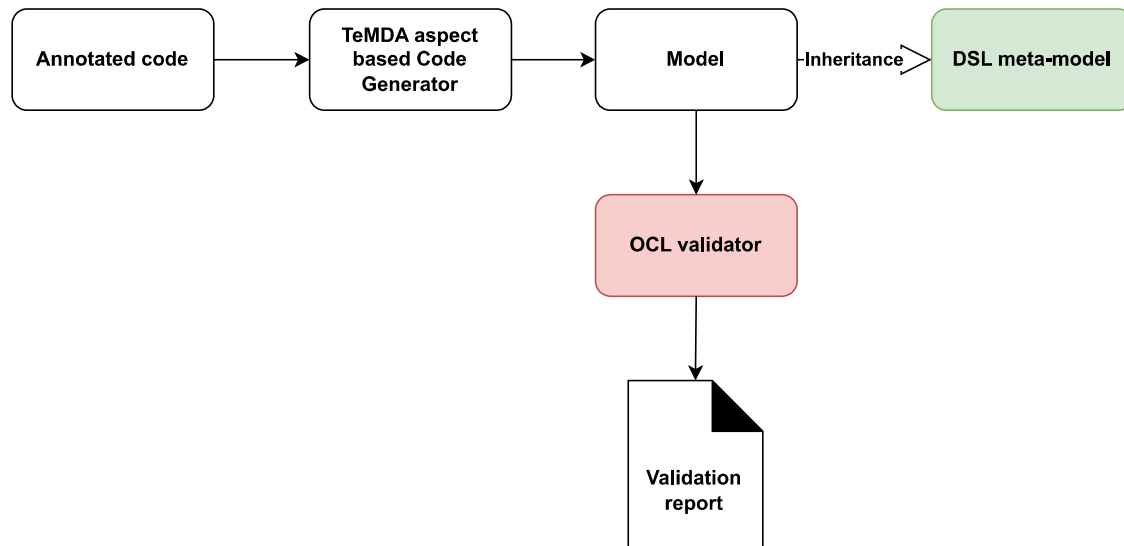 Annotated code
TeMDA aspect
based Code
Generator
Model
Inheritance
DSL meta-model
OCL validator
Validation
report